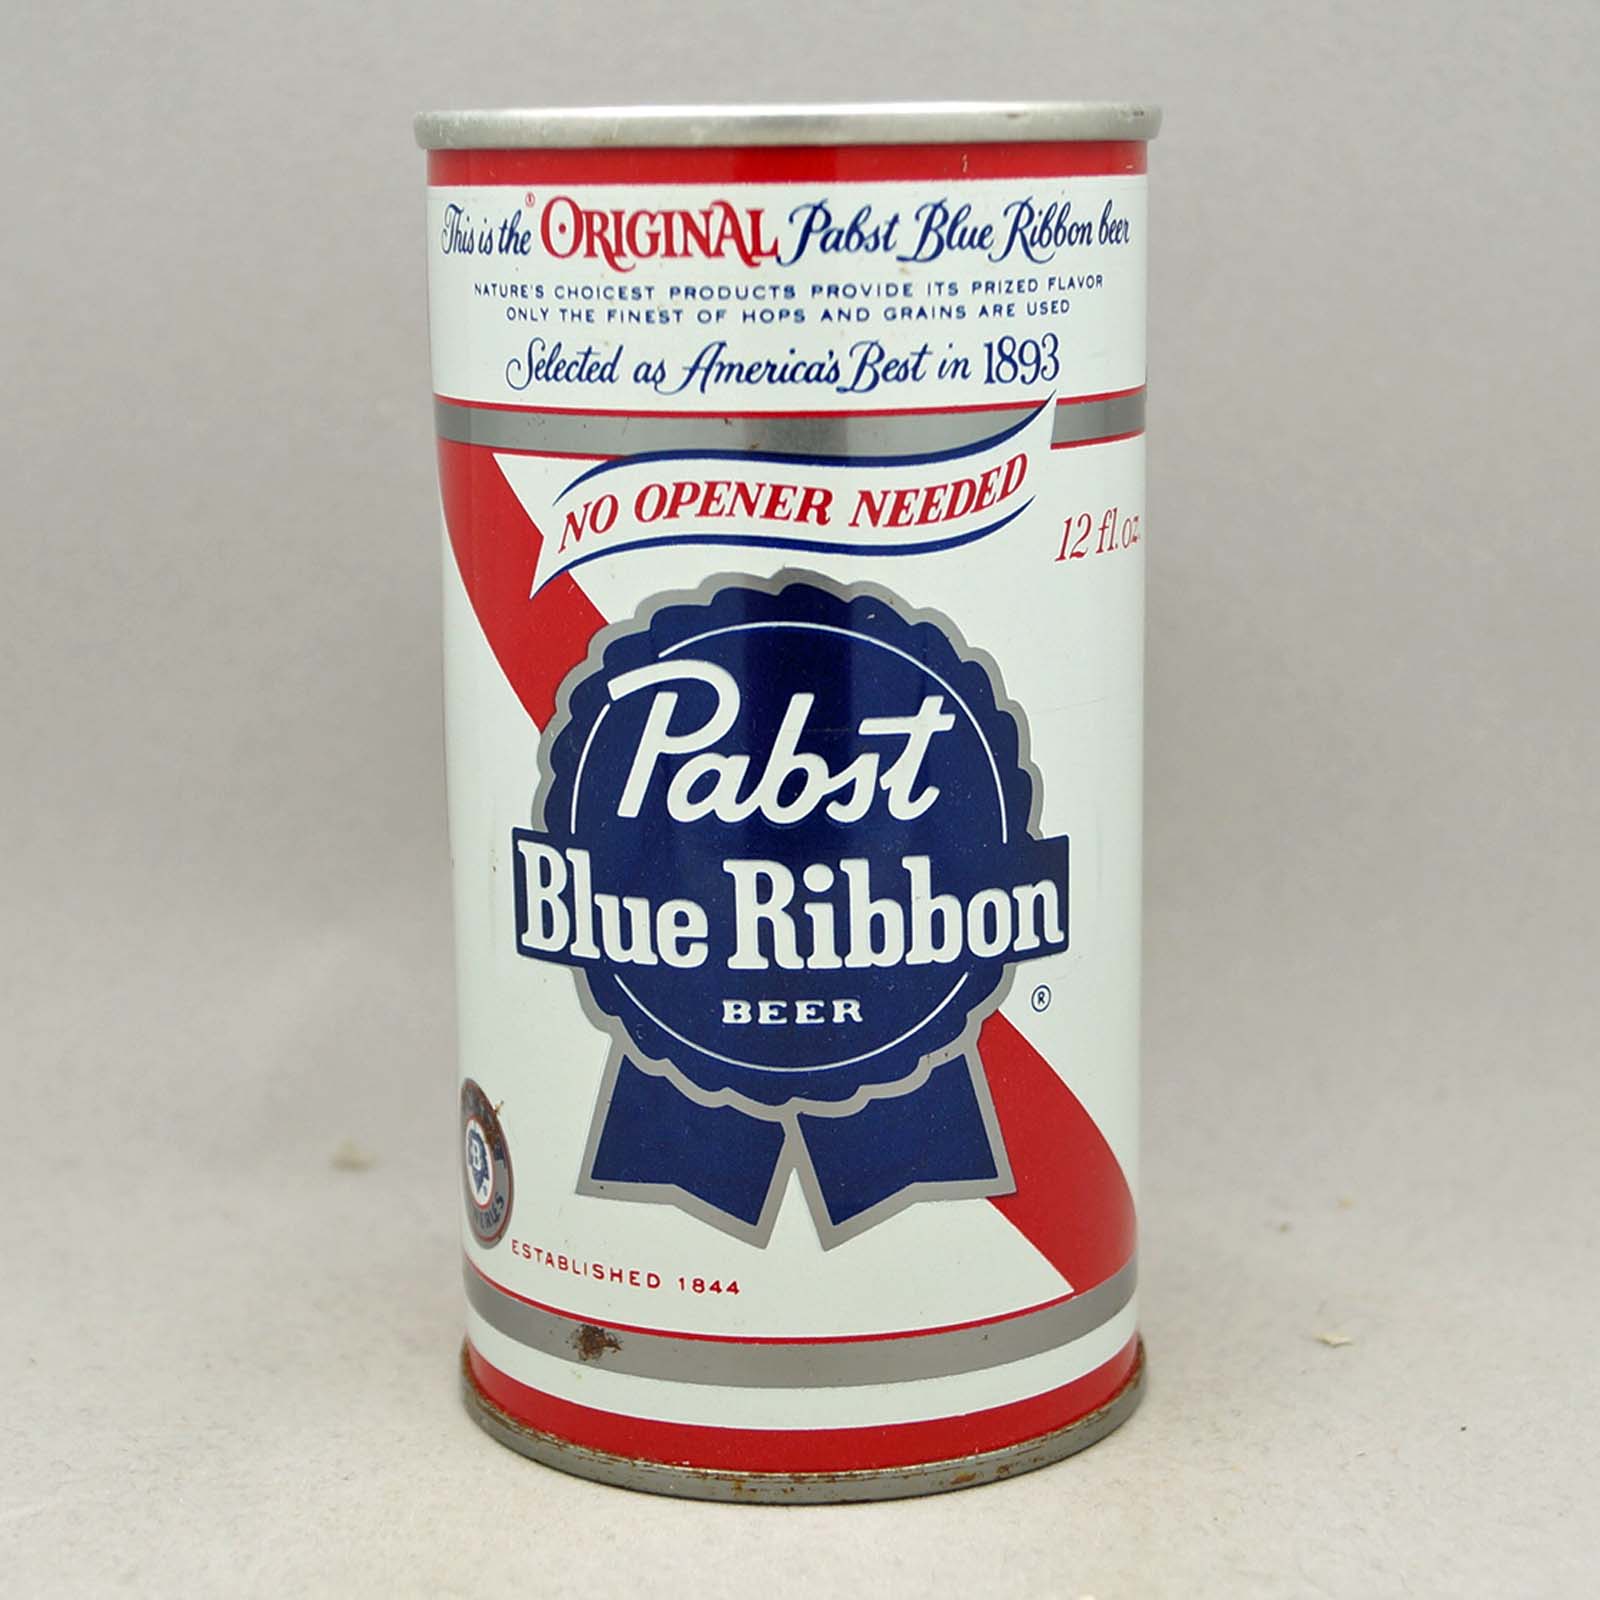 This is the ORIGINAL Pabst Blue Ribbon beer
NATURE'S CHOICEST PRODUCTS PROVIDE ITS PRIZED FLAVOR
ONLY THE FINEST OF HOPS AND GRAINS ARE USED
Selected as America's Best in 1893
NO OPENER NEEDED
12 fl. oz.
Pabst
Blue Ribbon
BEER
®
B
ESTABLISHED 1844